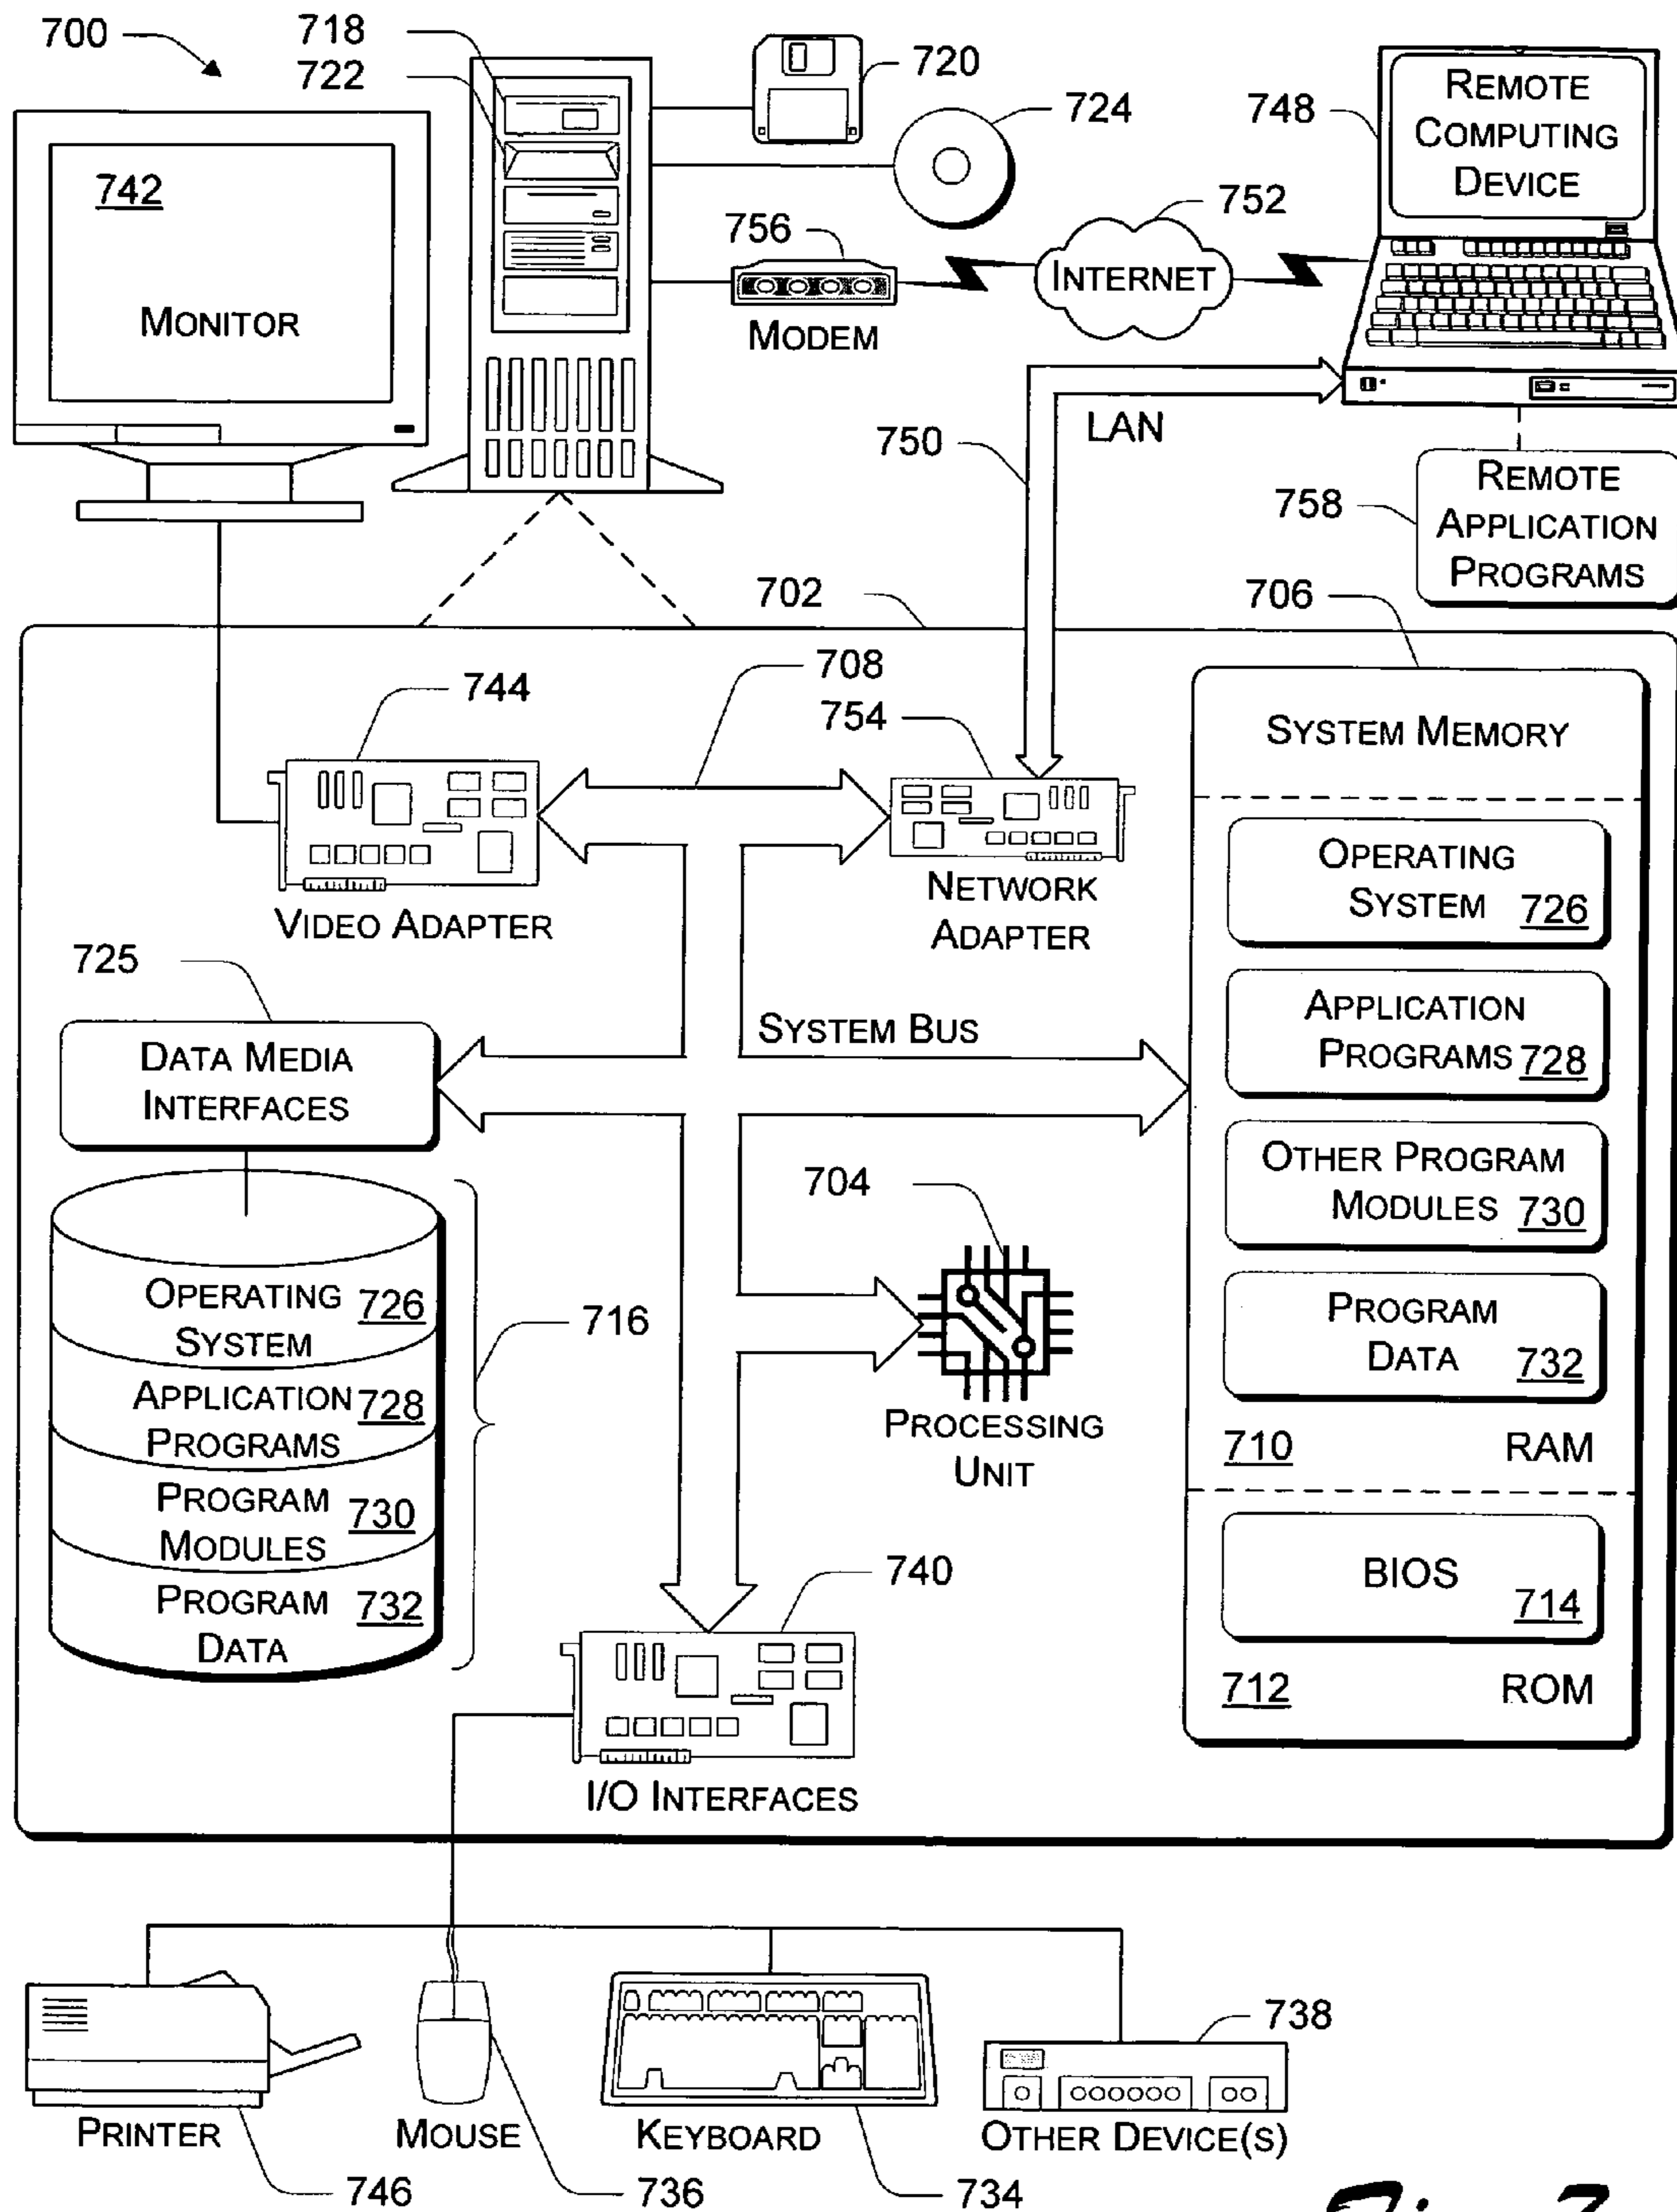 700
718
722
720
724
748
REMOTE
COMPUTING
DEVICE
742
MONITOR
756
MODEM
752
INTERNET
LAN
750
758
REMOTE
APPLICATION
PROGRAMS
702
706
708
744
754
VIDEO ADAPTER
NETWORK
ADAPTER
SYSTEM MEMORY
OPERATING
SYSTEM 726
APPLICATION
PROGRAMS 728
OTHER PROGRAM
MODULES 730
PROGRAM
DATA 732
710 RAM
BIOS 714
712 ROM
725
DATA MEDIA
INTERFACES
SYSTEM BUS
704
PROCESSING
UNIT
OPERATING 726
SYSTEM
APPLICATION 728
PROGRAMS
PROGRAM 730
MODULES
PROGRAM 732
DATA
716
740
I/O INTERFACES
PRINTER
746
MOUSE
736
KEYBOARD
734
738
OTHER DEVICE(S)